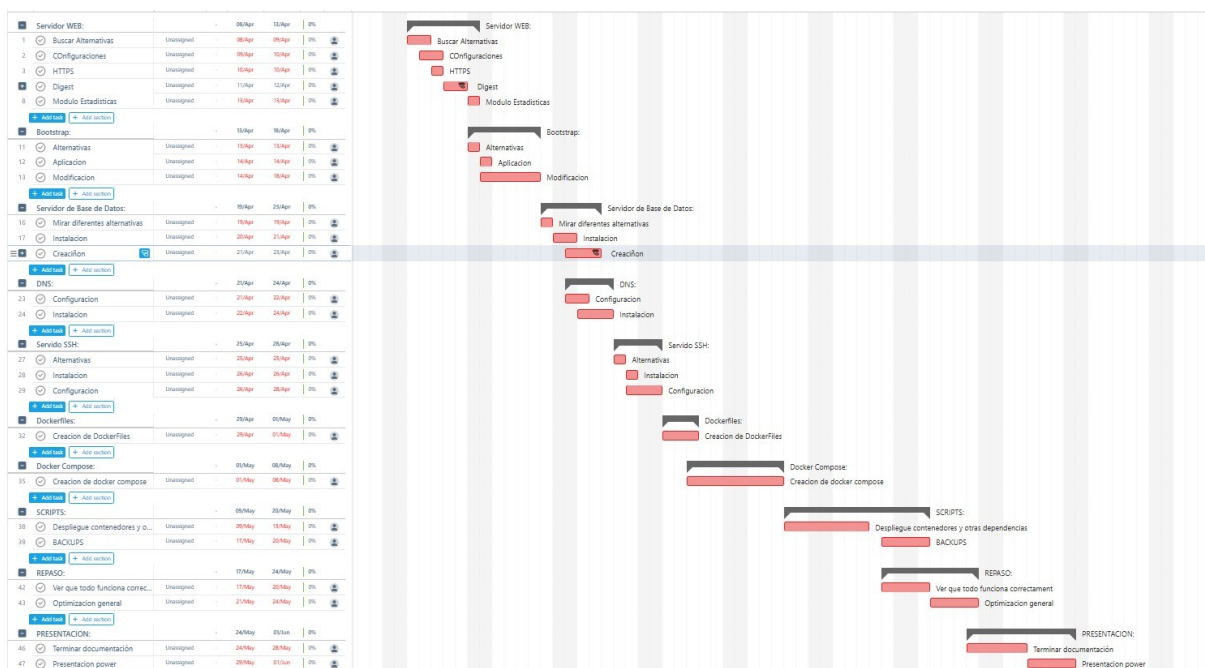 Servidor WEB: - 08/Apr 13/Apr 0% Servidor WEB:
1 Buscar Alternativas Unassigned - 08/Apr 09/Apr 0% Buscar Alternativas
2 COnfiguraciones Unassigned - 09/Apr 10/Apr 0% COnfiguraciones
3 HTTPS Unassigned - 10/Apr 10/Apr 0% HTTPS
Digest Unassigned - 11/Apr 12/Apr 0% Digest
8 Modulo Estadisticas Unassigned - 13/Apr 13/Apr 0% Modulo Estadisticas
+ Add task + Add section
Bootstrap: - 13/Apr 18/Apr 0% Bootstrap:
11 Alternativas Unassigned - 13/Apr 13/Apr 0% Alternativas
12 Aplicacion Unassigned - 14/Apr 14/Apr 0% Aplicacion
13 Modificacion Unassigned - 14/Apr 18/Apr 0% Modificacion
+ Add task + Add section
Servidor de Base de Datos: - 19/Apr 23/Apr 0% Servidor de Base de Datos:
16 Mirar diferentes alternativas Unassigned - 19/Apr 19/Apr 0% Mirar diferentes alternativas
17 Instalacion Unassigned - 20/Apr 21/Apr 0% Instalacion
Creaciñon Unassigned - 21/Apr 23/Apr 0% Creaciñon
+ Add task + Add section
DNS: - 21/Apr 24/Apr 0% DNS:
23 Configuracion Unassigned - 21/Apr 22/Apr 0% Configuracion
24 Instalacion Unassigned - 22/Apr 24/Apr 0% Instalacion
+ Add task + Add section
Servido SSH: - 25/Apr 28/Apr 0% Servido SSH:
27 Alternativas Unassigned - 25/Apr 25/Apr 0% Alternativas
28 Instalacion Unassigned - 26/Apr 26/Apr 0% Instalacion
29 Configuracion Unassigned - 26/Apr 28/Apr 0% Configuracion
+ Add task + Add section
Dockerfiles: - 29/Apr 01/May 0% Dockerfiles:
32 Creacion de DockerFiles Unassigned - 29/Apr 01/May 0% Creacion de DockerFiles
+ Add task + Add section
Docker Compose: - 01/May 08/May 0% Docker Compose:
35 Creacion de docker compose Unassigned - 01/May 08/May 0% Creacion de docker compose
+ Add task + Add section
SCRIPTS: - 09/May 20/May 0% SCRIPTS:
38 Despliegue contenedores y o... Unassigned - 09/May 15/May 0% Despliegue contenedores y otras dependencias
39 BACKUPS Unassigned - 17/May 20/May 0% BACKUPS
+ Add task + Add section
REPASO: - 17/May 24/May 0% REPASO:
42 Ver que todo funciona correc... Unassigned - 17/May 20/May 0% Ver que todo funciona correctament
43 Optimizacion general Unassigned - 21/May 24/May 0% Optimizacion general
+ Add task + Add section
PRESENTACION: - 24/May 01/Jun 0% PRESENTACION:
46 Terminar documentación Unassigned - 24/May 28/May 0% Terminar documentación
47 Presentacion power Unassigned - 29/May 01/Jun 0% Presentacion power